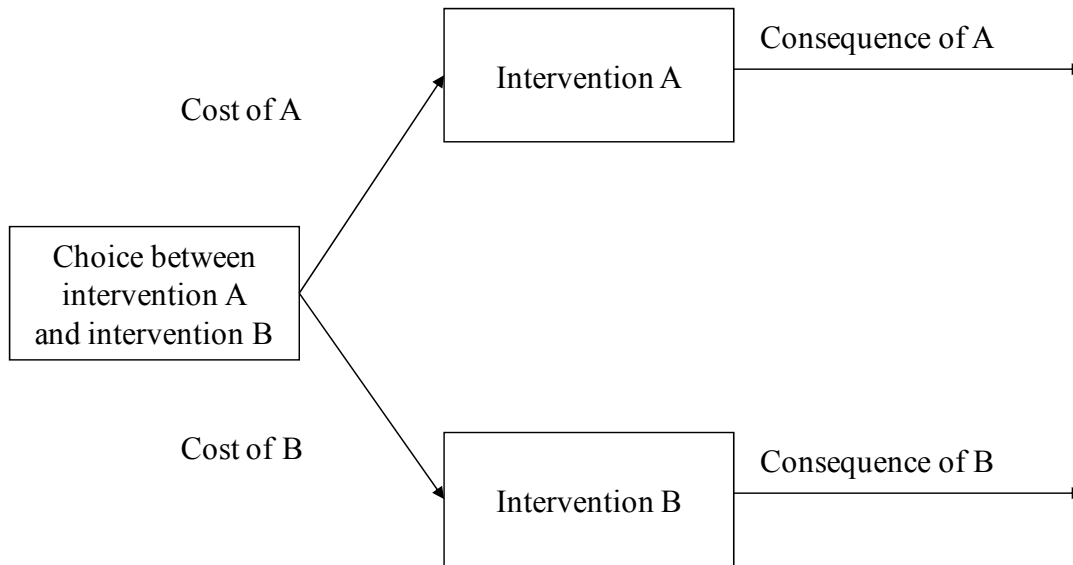 Consequence of A
Intervention A
Cost of A
Choice between
intervention A
and intervention B
Cost of B
Consequence of B
Intervention B